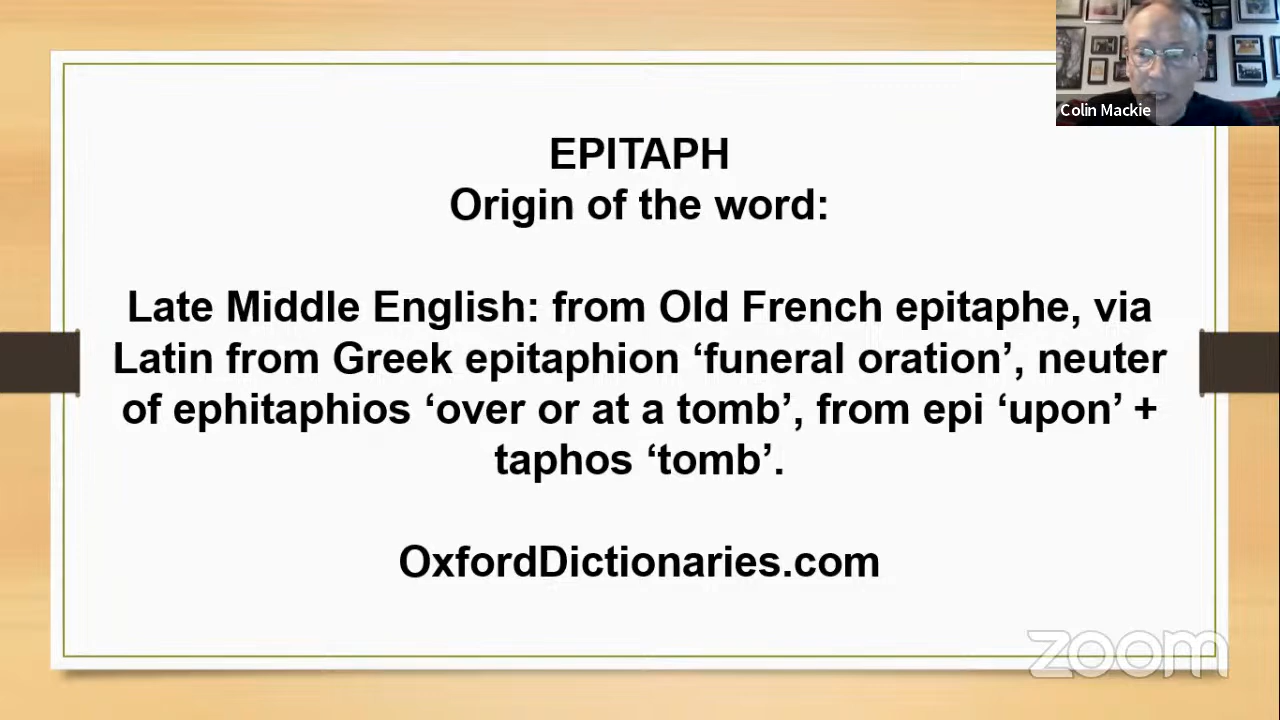 Colin Mackie
EPITAPH
Origin of the word:
Late Middle English: from Old French epitaphe, via
Latin from Greek epitaphion ‘funeral oration’, neuter
of ephitaphios ‘over or at a tomb’, from epi ‘upon’ +
taphos ‘tomb’.
OxfordDictionaries.com
zoom